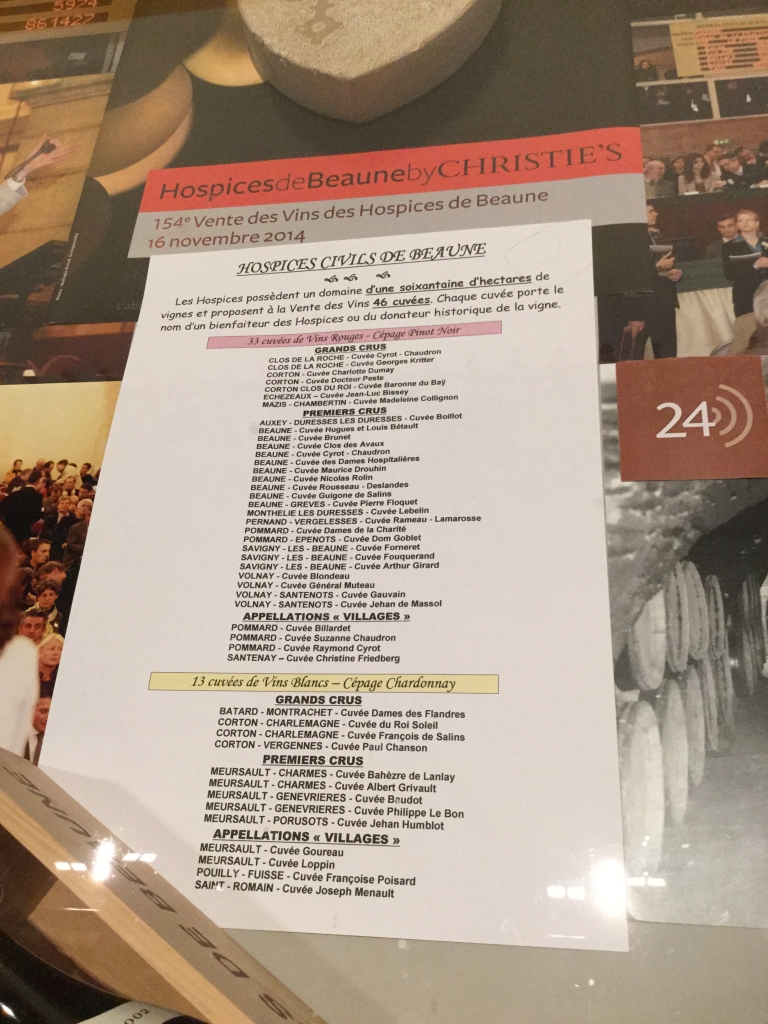 5974
861427
HospicesdeBeaunebyCHRISTIE'S
154e Vente des Vins des Hospices de Beaune
16 novembre 2014
HOSPICES CIVILS DE BEAUNE
Les Hospices possèdent un domaine d'une soixantaine d'hectares de
vignes et proposent à la Vente des Vins 46 cuvées. Chaque cuvée porte le
nom d'un bienfaiteur des Hospices ou du donateur historique de la vigne.
33 cuvées de Vins Rouges - Cépage Pinot Noir
GRANDS CRUS
CLOS DE LA ROCHE - Cuvée Cyrot - Chaudron
CLOS DE LA ROCHE - Cuvée Georges Kritter
CORTON - Cuvée Charlotte Dumay
CORTON - Cuvée Docteur Peste
CORTON CLOS DU ROI - Cuvée Baronne du Baÿ
ECHEZEAUX – Cuvée Jean-Luc Bissey
MAZIS - CHAMBERTIN - Cuvée Madeleine Collignon
PREMIERS CRUS
AUXEY - DURESSES LES DURESSES - Cuvée Boillot
BEAUNE - Cuvée Hugues et Louis Bétault
BEAUNE - Cuvée Brunet
BEAUNE - Cuvée Clos des Avaux
BEAUNE - Cuvée Cyrot - Chaudron
BEAUNE - Cuvée des Dames Hospitalières
BEAUNE - Cuvée Maurice Drouhin
BEAUNE - Cuvée Nicolas Rolin
BEAUNE - Cuvée Rousseau - Deslandes
BEAUNE - Cuvée Guigone de Salins
BEAUNE - GREVES - Cuvée Pierre Floquet
MONTHELIE LES DURESSES - Cuvée Lebelin
PERNAND - VERGELESSES - Cuvée Rameau - Lamarosse
POMMARD - Cuvée Dames de la Charité
POMMARD - EPENOTS - Cuvée Dom Goblet
SAVIGNY - LES - BEAUNE - Cuvée Forneret
SAVIGNY - LES - BEAUNE - Cuvée Fouquerand
SAVIGNY - LES - BEAUNE - Cuvée Arthur Girard
VOLNAY - Cuvée Blondeau
VOLNAY - Cuvée Général Muteau
VOLNAY - SANTENOTS - Cuvée Gauvain
VOLNAY - SANTENOTS - Cuvée Jehan de Massol
APPELLATIONS « VILLAGES »
POMMARD - Cuvée Billardet
POMMARD - Cuvée Suzanne Chaudron
POMMARD - Cuvée Raymond Cyrot
SANTENAY – Cuvée Christine Friedberg
13 cuvées de Vins Blancs – Cépage Chardonnay
GRANDS CRUS
BATARD - MONTRACHET - Cuvée Dames des Flandres
CORTON - CHARLEMAGNE - Cuvée du Roi Soleil
CORTON - CHARLEMAGNE - Cuvée François de Salins
CORTON - VERGENNES - Cuvée Paul Chanson
PREMIERS CRUS
MEURSAULT - CHARMES - Cuvée Bahèzre de Lanlay
MEURSAULT - CHARMES - Cuvée Albert Grivault
MEURSAULT - GENEVRIERES - Cuvée Baudot
MEURSAULT - GENEVRIERES - Cuvée Philippe Le Bon
MEURSAULT - PORUSOTS - Cuvée Jehan Humblot
APPELLATIONS « VILLAGES »
MEURSAULT - Cuvée Goureau
MEURSAULT - Cuvée Loppin
POUILLY - FUISSE - Cuvée Françoise Poisard
SAINT - ROMAIN - Cuvée Joseph Menault
24
DE BEAUNE